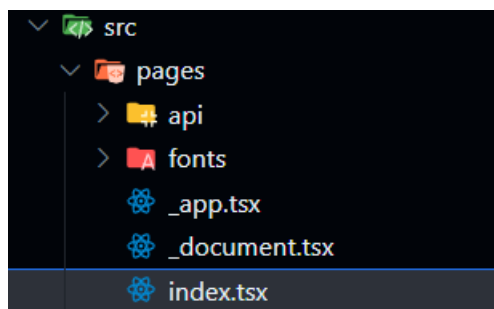 src
pages
api
fonts
_app.tsx
_document.tsx
index.tsx